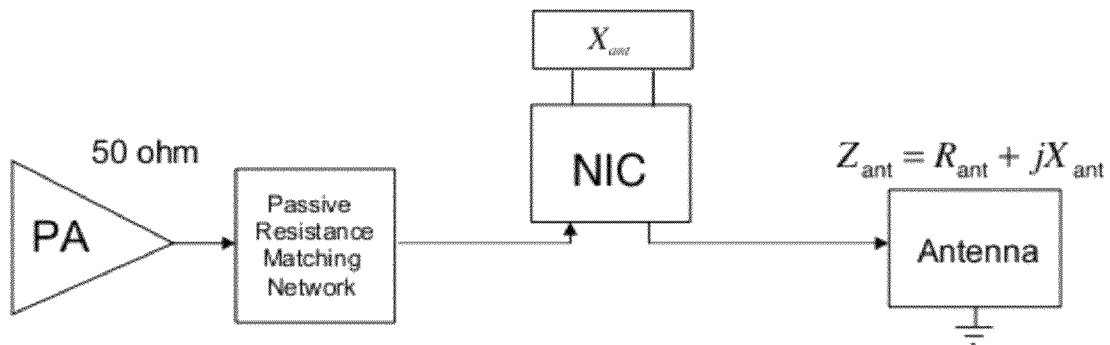 X_ant
50 ohm
NIC
Z_ant = R_ant + jX_ant
PA
Passive
Resistance
Matching
Network
Antenna